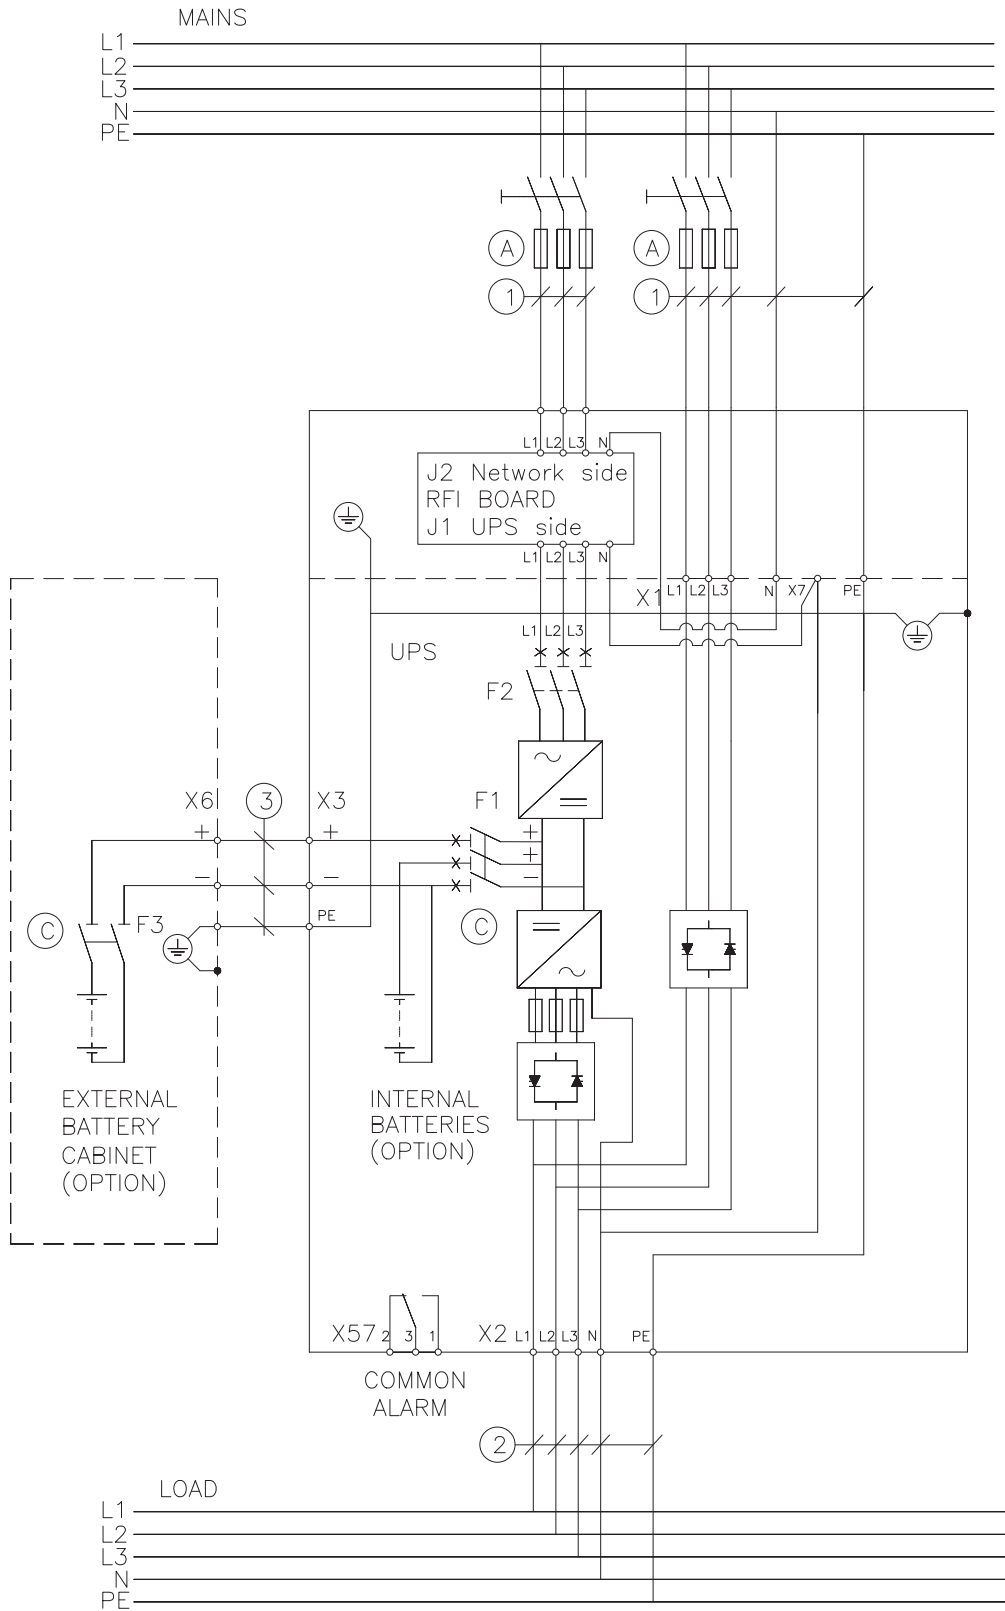 MAINS
L1
L2
L3
N
PE
A
A
1
1
L1 L2 L3 N
J2 Network side
RFI BOARD
J1 UPS side
L1 L2 L3 N
X1 L1 L2 L3 N X7 PE
L1 L2 L3
UPS
F2
X6 3 X3 F1
+ + +
+
− − −
PE
C F3 C
EXTERNAL
BATTERY
CABINET
(OPTION)
INTERNAL
BATTERIES
(OPTION)
X57 2 3 1 X2 L1 L2 L3 N PE
COMMON
ALARM
2
LOAD
L1
L2
L3
N
PE